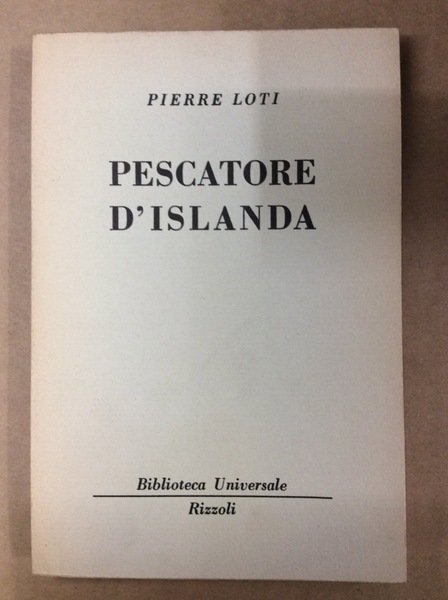 PIERRE LOTI
PESCATORE
D'ISLANDA
Biblioteca Universale
Rizzoli